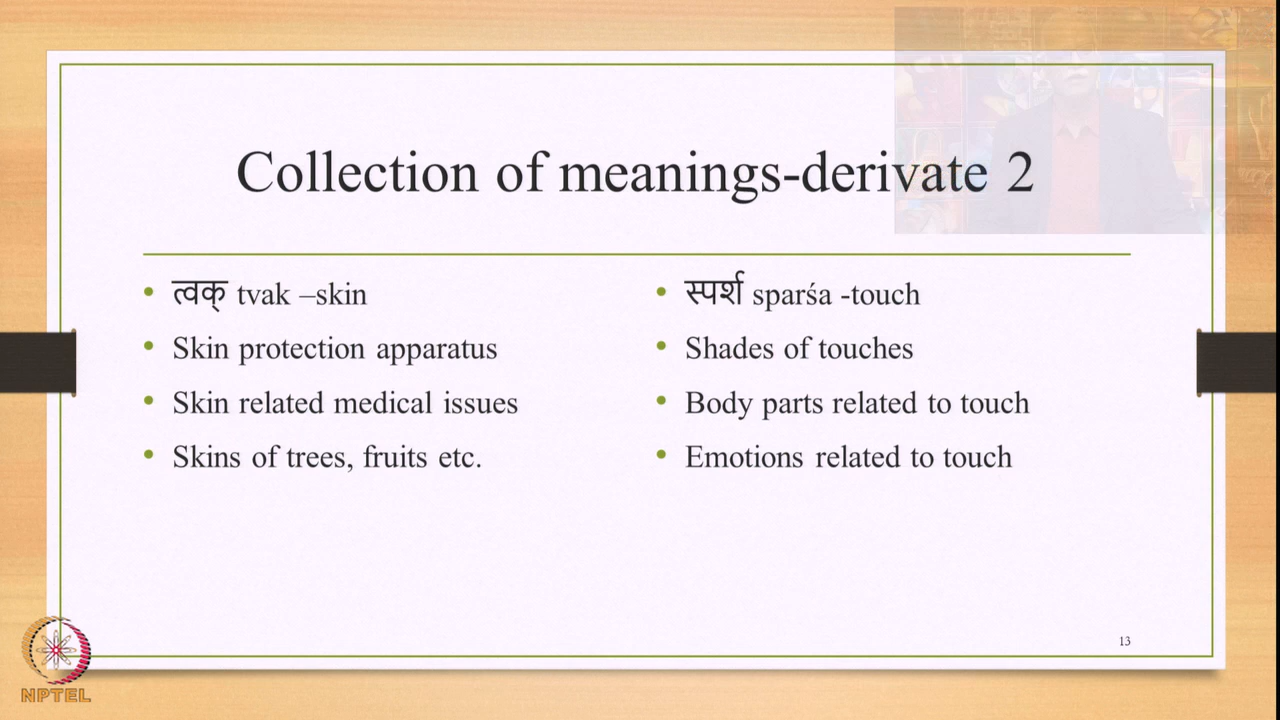 Collection of meanings-derivate 2
• त्वक् tvak –skin
• Skin protection apparatus
• Skin related medical issues
• Skins of trees, fruits etc.
• स्पर्श sparśa -touch
• Shades of touches
• Body parts related to touch
• Emotions related to touch
13
NPTEL